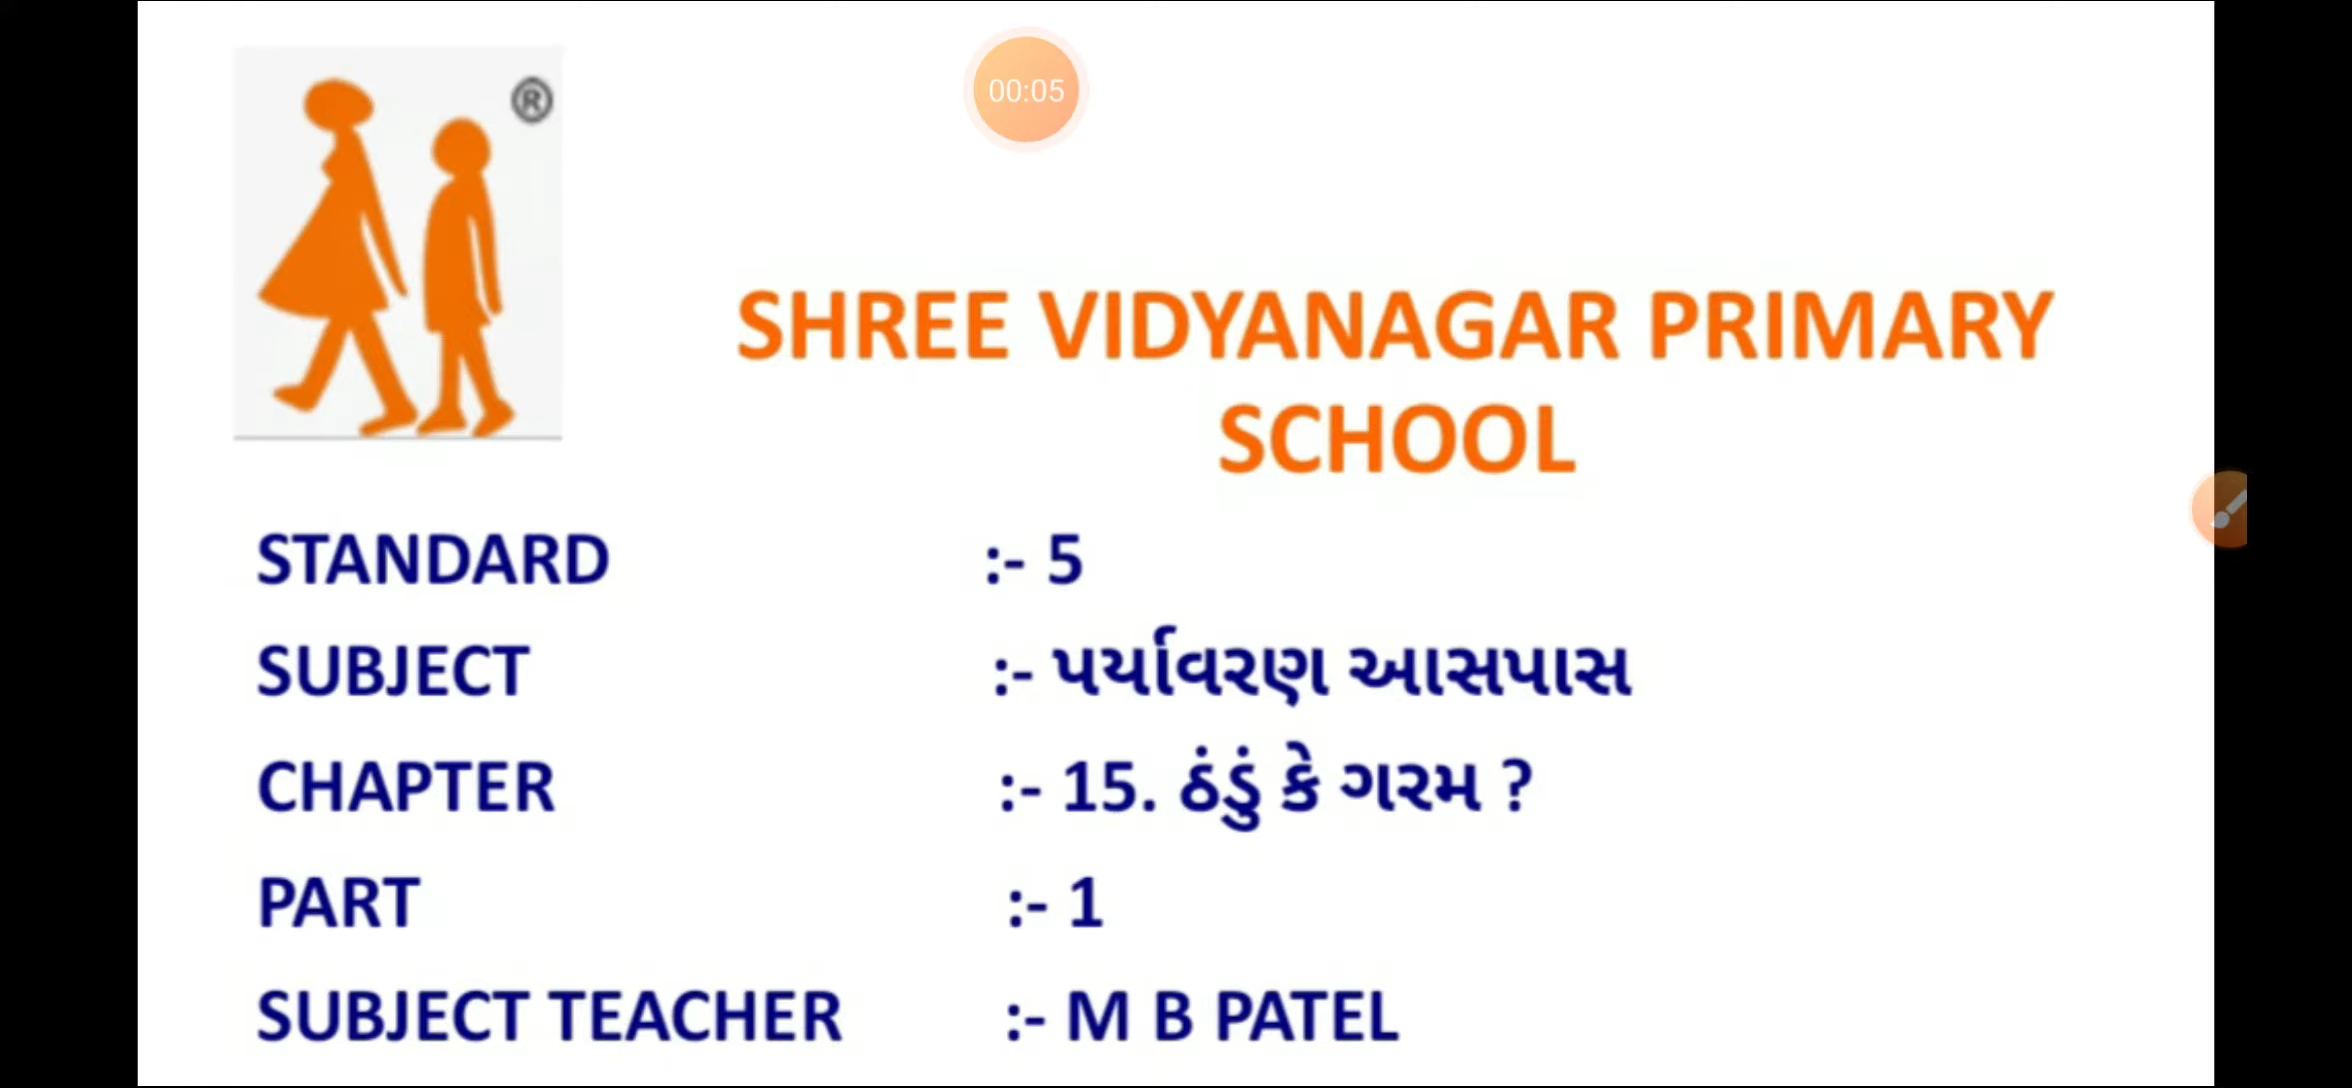 ®
00:05
SHREE VIDYANAGAR PRIMARY
SCHOOL
STANDARD :- 5
SUBJECT :- પર્યાવરણ આસપાસ
CHAPTER :- 15. ઠંડું કે ગરમ ?
PART :- 1
SUBJECT TEACHER :- M B PATEL